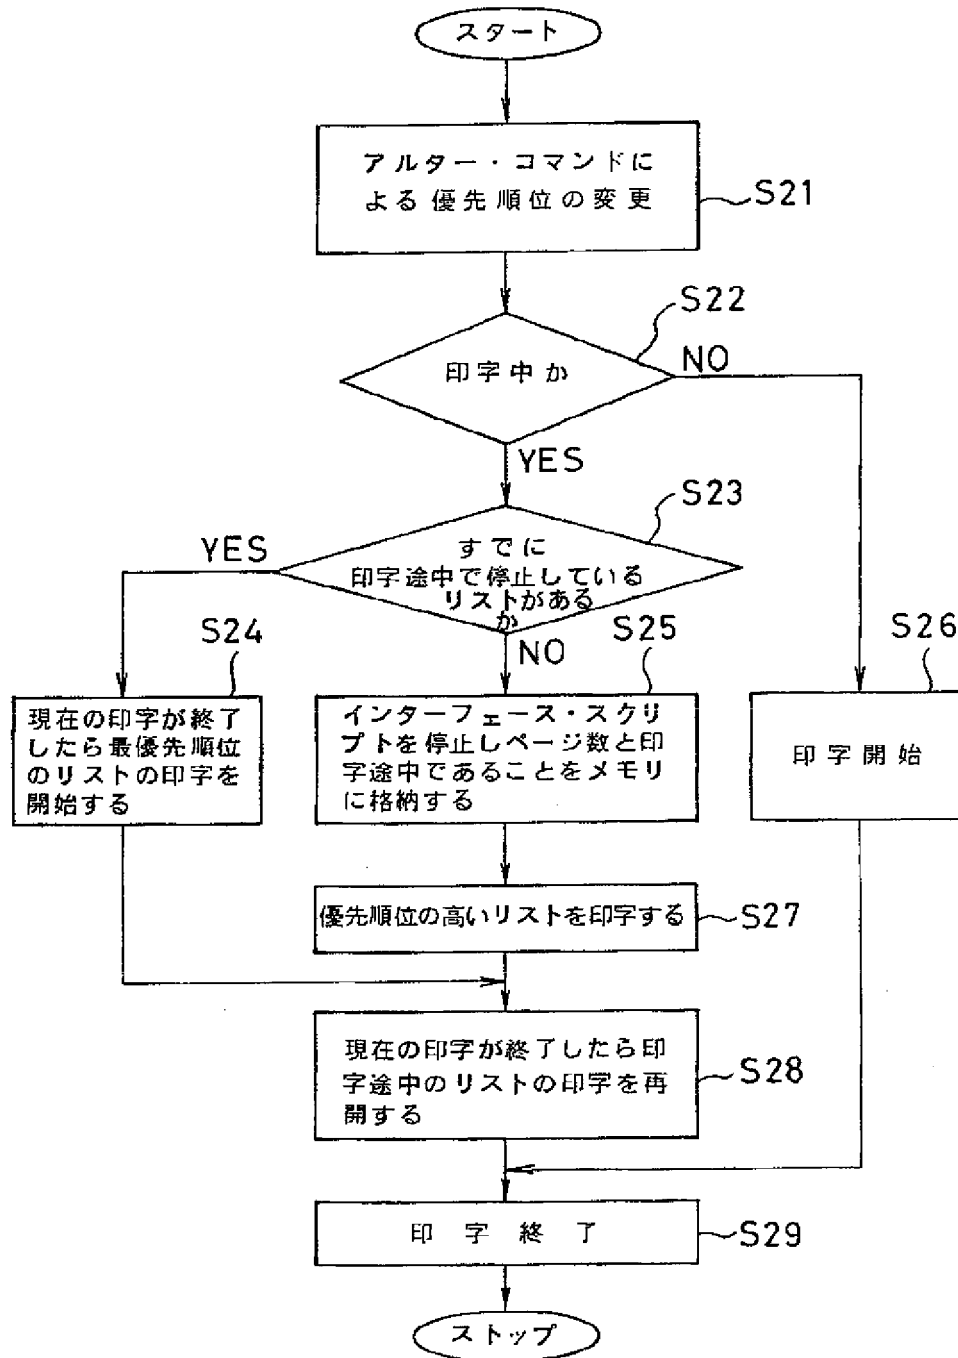 スタート
アルター・コマンドに
よる優先順位の変更
S21
S22
印字中か
NO
YES
S23
すでに
印字途中で停止している
リストがある
か
YES
NO
S24
現在の印字が終了
したら最優先順位
のリストの印字を
開始する
S25
インターフェース・スクリ
プトを停止しページ数と印
字途中であることをメモリ
に格納する
S26
印字開始
優先順位の高いリストを印字する
S27
現在の印字が終了したら印
字途中のリストの印字を再
開する
S28
印字終了
S29
ストップ